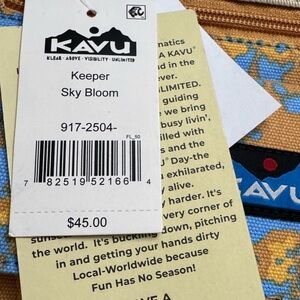 KAVU
KLEAR · ABOVE · VISIBILITY · UNLIMITED
Keeper
Sky Bloom
917-2504-
FL_50
7 82519 52166 4
$45.00
matics
A KAVU
d in the
ever.
LIMITED.
guiding
we bring
busy livin',
illed with
and the
Day-the
exhilarated,
y alive.
harder. It's
very corner of
the world. It's buckling down, pitching
in and getting your hands dirty
Local-Worldwide because
Fun Has No Season!
VE A
KAVU